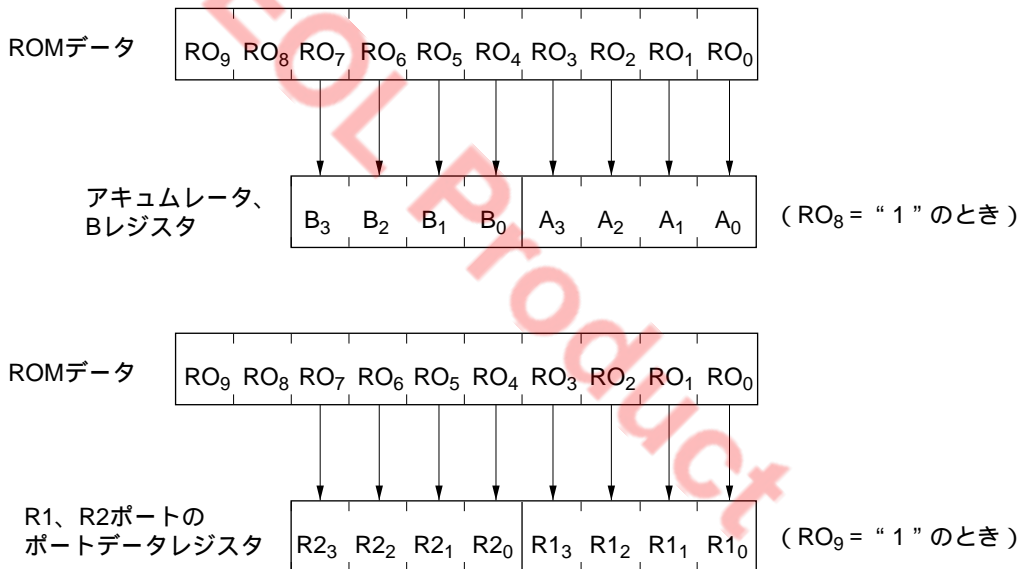 ROMデータ RO₉ RO₈ RO₇ RO₆ RO₅ RO₄ RO₃ RO₂ RO₁ RO₀
アキュムレータ、
Bレジスタ
B₃ B₂ B₁ B₀ A₃ A₂ A₁ A₀ (RO₈ = “1”のとき)
ROMデータ RO₉ RO₈ RO₇ RO₆ RO₅ RO₄ RO₃ RO₂ RO₁ RO₀
R1、R2ポートの
ポートデータレジスタ
R2₃ R2₂ R2₁ R2₀ R1₃ R1₂ R1₁ R1₀ (RO₉ = “1”のとき)
EOL Product